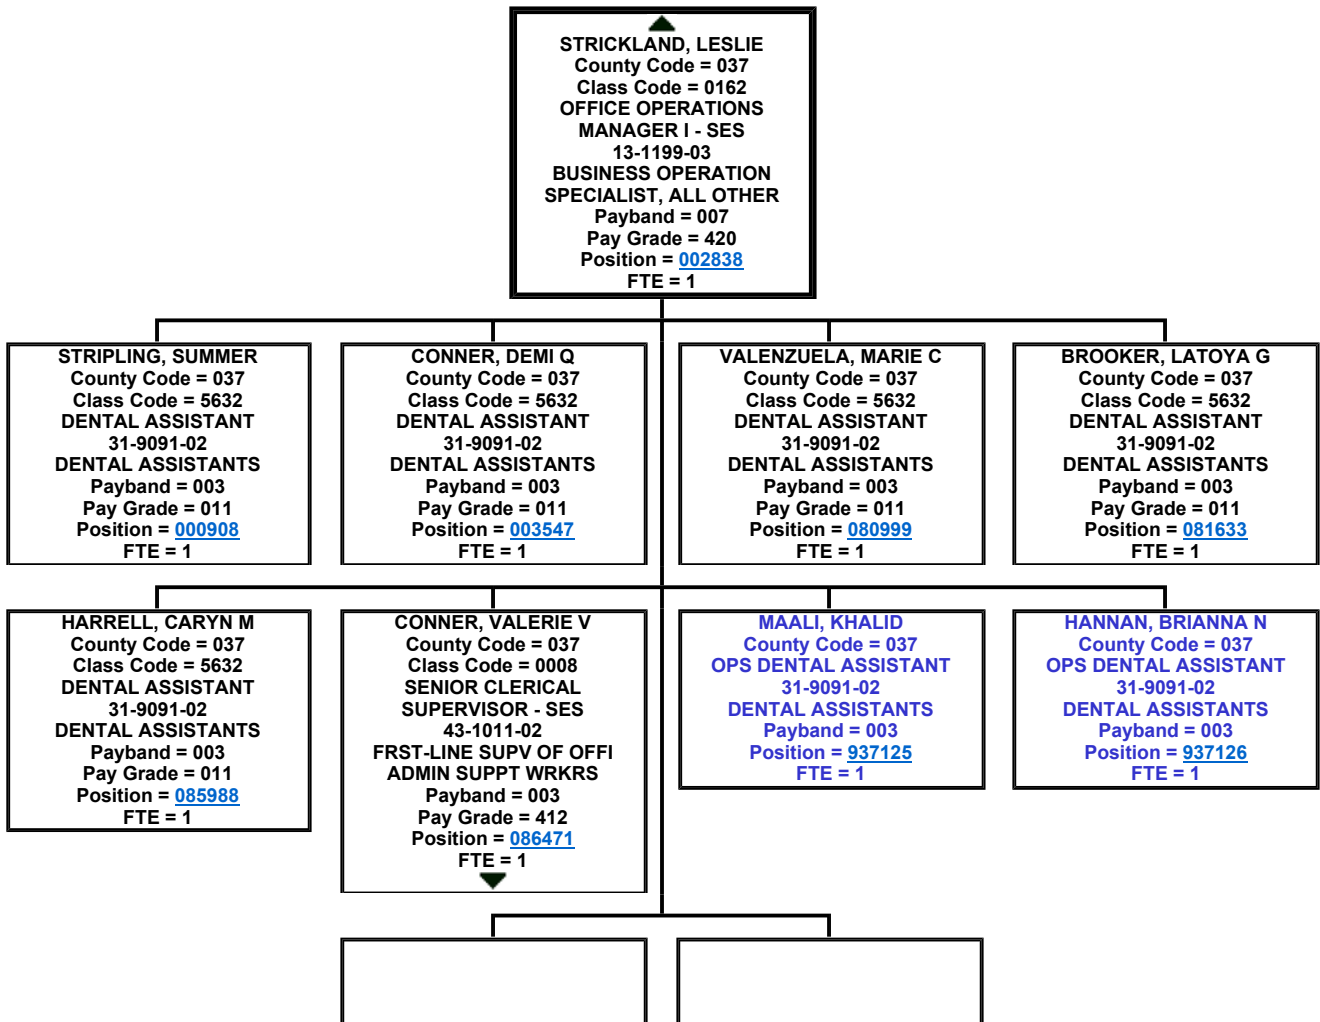 STRICKLAND, LESLIE
County Code = 037
Class Code = 0162
OFFICE OPERATIONS
MANAGER I - SES
13-1199-03
BUSINESS OPERATION
SPECIALIST, ALL OTHER
Payband = 007
Pay Grade = 420
Position = 002838
FTE = 1
STRIPLING, SUMMER
County Code = 037
Class Code = 5632
DENTAL ASSISTANT
31-9091-02
DENTAL ASSISTANTS
Payband = 003
Pay Grade = 011
Position = 000908
FTE = 1
CONNER, DEMI Q
County Code = 037
Class Code = 5632
DENTAL ASSISTANT
31-9091-02
DENTAL ASSISTANTS
Payband = 003
Pay Grade = 011
Position = 003547
FTE = 1
VALENZUELA, MARIE C
County Code = 037
Class Code = 5632
DENTAL ASSISTANT
31-9091-02
DENTAL ASSISTANTS
Payband = 003
Pay Grade = 011
Position = 080999
FTE = 1
BROOKER, LATOYA G
County Code = 037
Class Code = 5632
DENTAL ASSISTANT
31-9091-02
DENTAL ASSISTANTS
Payband = 003
Pay Grade = 011
Position = 081633
FTE = 1
HARRELL, CARYN M
County Code = 037
Class Code = 5632
DENTAL ASSISTANT
31-9091-02
DENTAL ASSISTANTS
Payband = 003
Pay Grade = 011
Position = 085988
FTE = 1
CONNER, VALERIE V
County Code = 037
Class Code = 0008
SENIOR CLERICAL
SUPERVISOR - SES
43-1011-02
FRST-LINE SUPV OF OFFI
ADMIN SUPPT WRKRS
Payband = 003
Pay Grade = 412
Position = 086471
FTE = 1
MAALI, KHALID
County Code = 037
OPS DENTAL ASSISTANT
31-9091-02
DENTAL ASSISTANTS
Payband = 003
Position = 937125
FTE = 1
HANNAN, BRIANNA N
County Code = 037
OPS DENTAL ASSISTANT
31-9091-02
DENTAL ASSISTANTS
Payband = 003
Position = 937126
FTE = 1